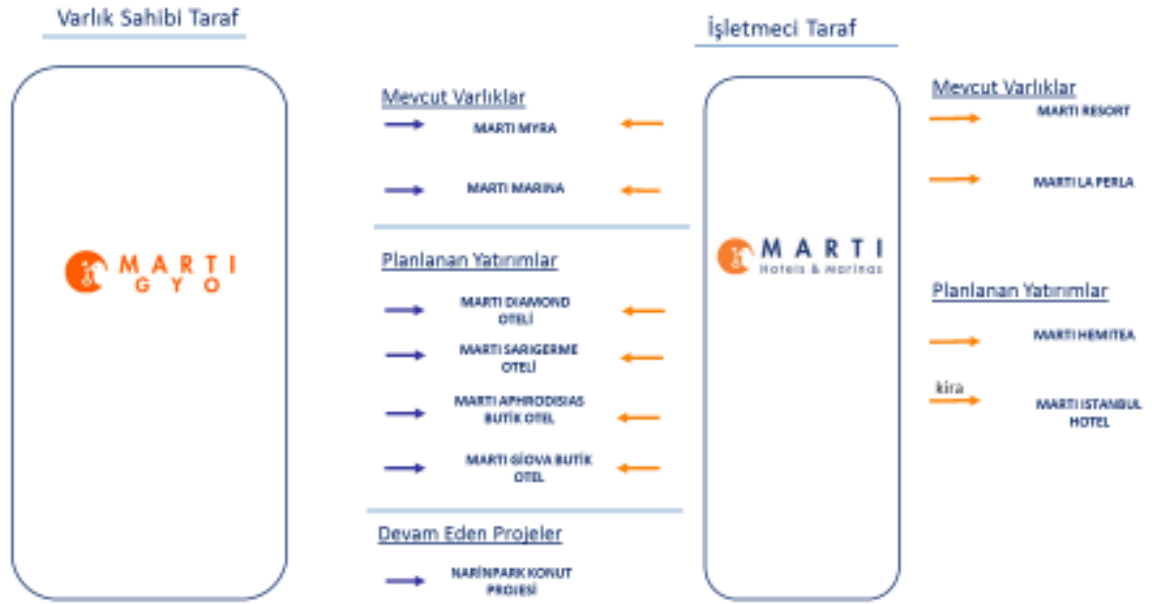 Varlık Sahibi Taraf
İşletmeci Taraf
MARTI
GYO
Mevcut Varlıklar
MARTI MYRA
MARTI MARINA
Planlanan Yatırımlar
MARTI DIAMOND
OTELİ
MARTI SARIGERME
OTELİ
MARTI APHRODISIAS
BUTİK OTEL
MARTI GİOVA BUTİK
OTEL
Devam Eden Projeler
NARİNPARK KONUT
PROJESİ
MARTI
Hotels & Marinas
Mevcut Varlıklar
MARTI RESORT
MARTI LA PERLA
Planlanan Yatırımlar
MARTI HEMITEA
kira
MARTI ISTANBUL
HOTEL